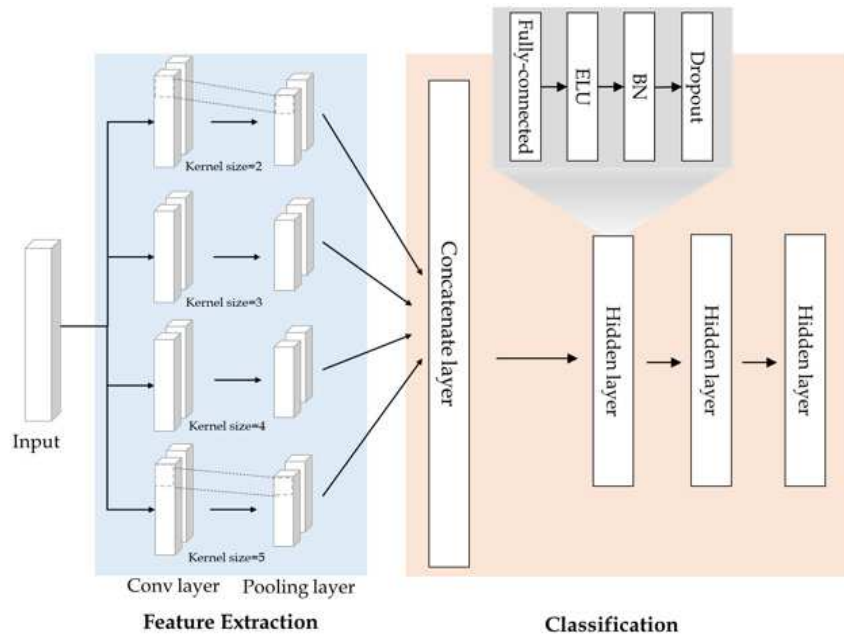 Fully-connected
ELU
BN
Dropout
Kernel size=2
Kernel size=3
Kernel size=4
Kernel size=5
Input
Conv layer
Pooling layer
Concatenate layer
Hidden layer
Hidden layer
Hidden layer
Feature Extraction
Classification